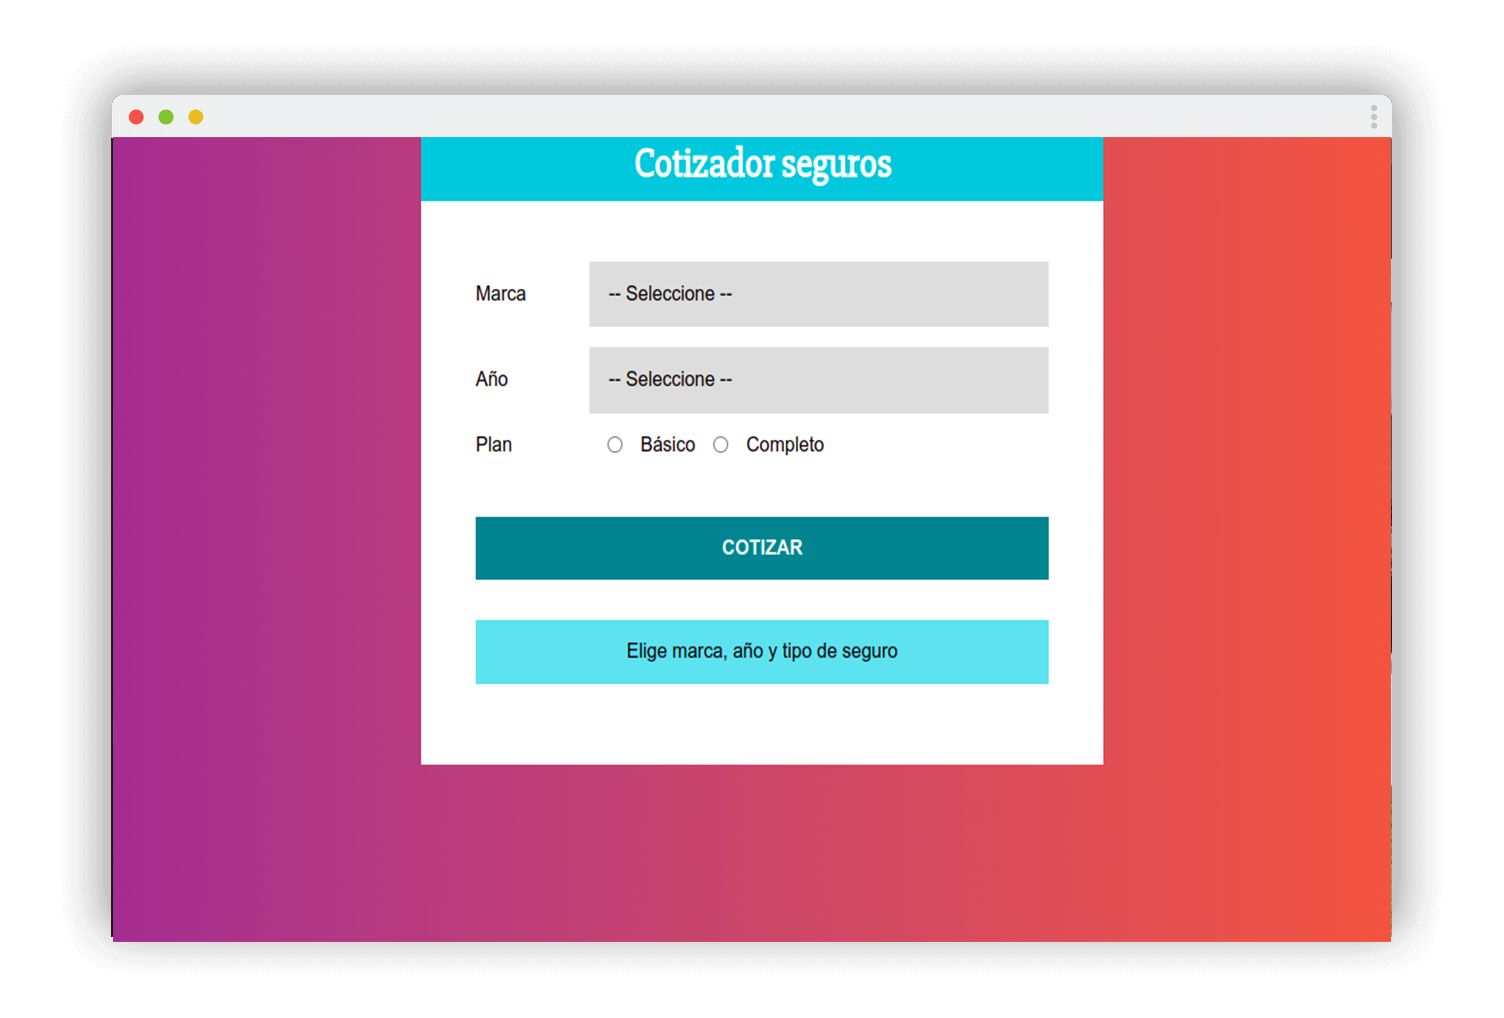 Cotizador seguros
Marca -- Seleccione --
Año -- Seleccione --
Plan Básico Completo
COTIZAR
Elige marca, año y tipo de seguro